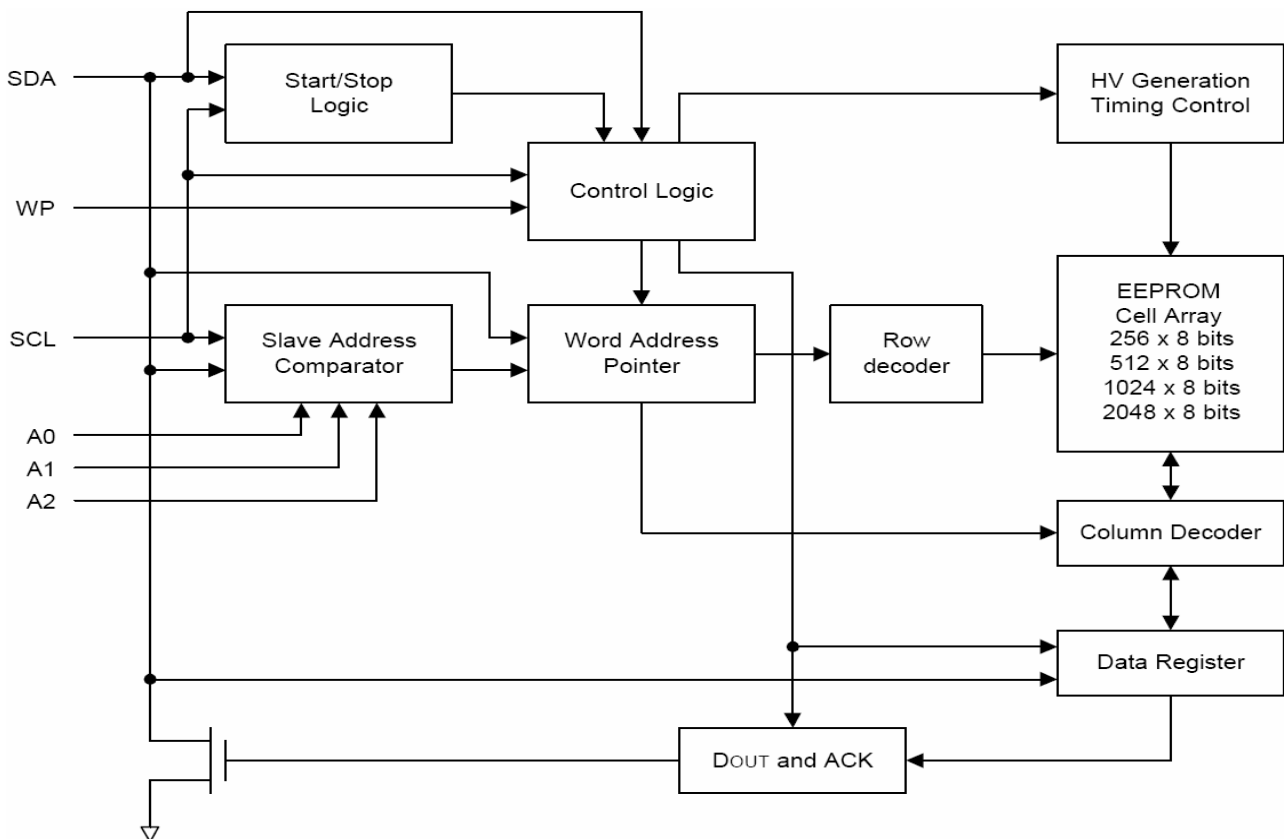 SDA
Start/Stop
Logic
HV Generation
Timing Control
WP
Control Logic
SCL
Slave Address
Comparator
Word Address
Pointer
Row
decoder
EEPROM
Cell Array
256 x 8 bits
512 x 8 bits
1024 x 8 bits
2048 x 8 bits
A0
A1
A2
Column Decoder
Data Register
DOUT and ACK